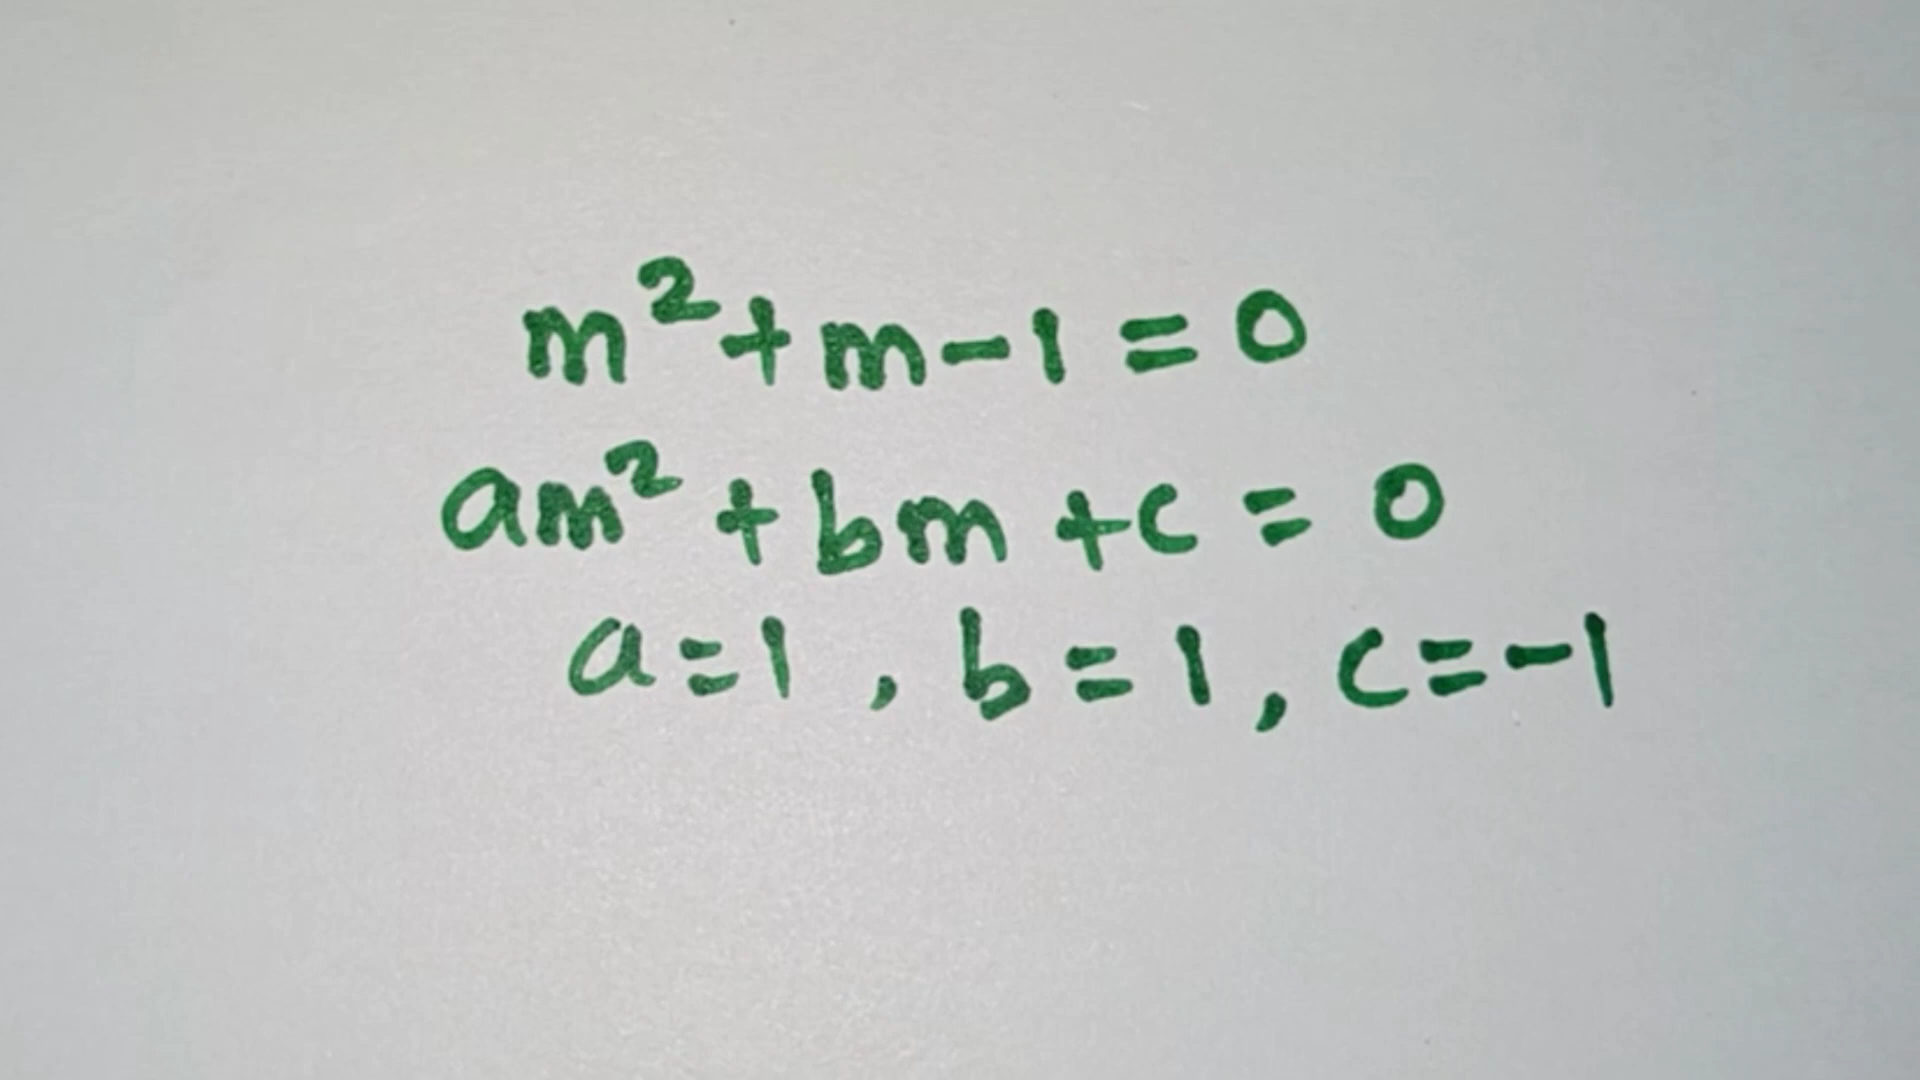 m²+m-1=0
am²+bm+c=0
a=1, b=1, c=-1